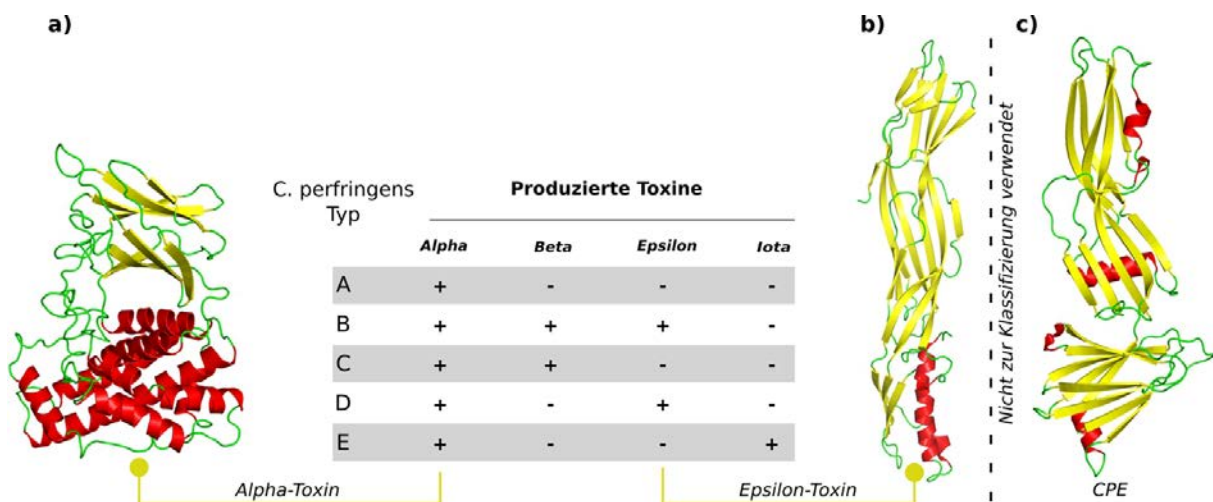 a)
b)
c)
C. perfringens
Typ
Produzierte Toxine
Alpha Beta Epsilon Iota
A + - - -
B + + + -
C + + - -
D + - + -
E + - - +
Alpha-Toxin
Epsilon-Toxin
Nicht zur Klassifizierung verwendet
CPE